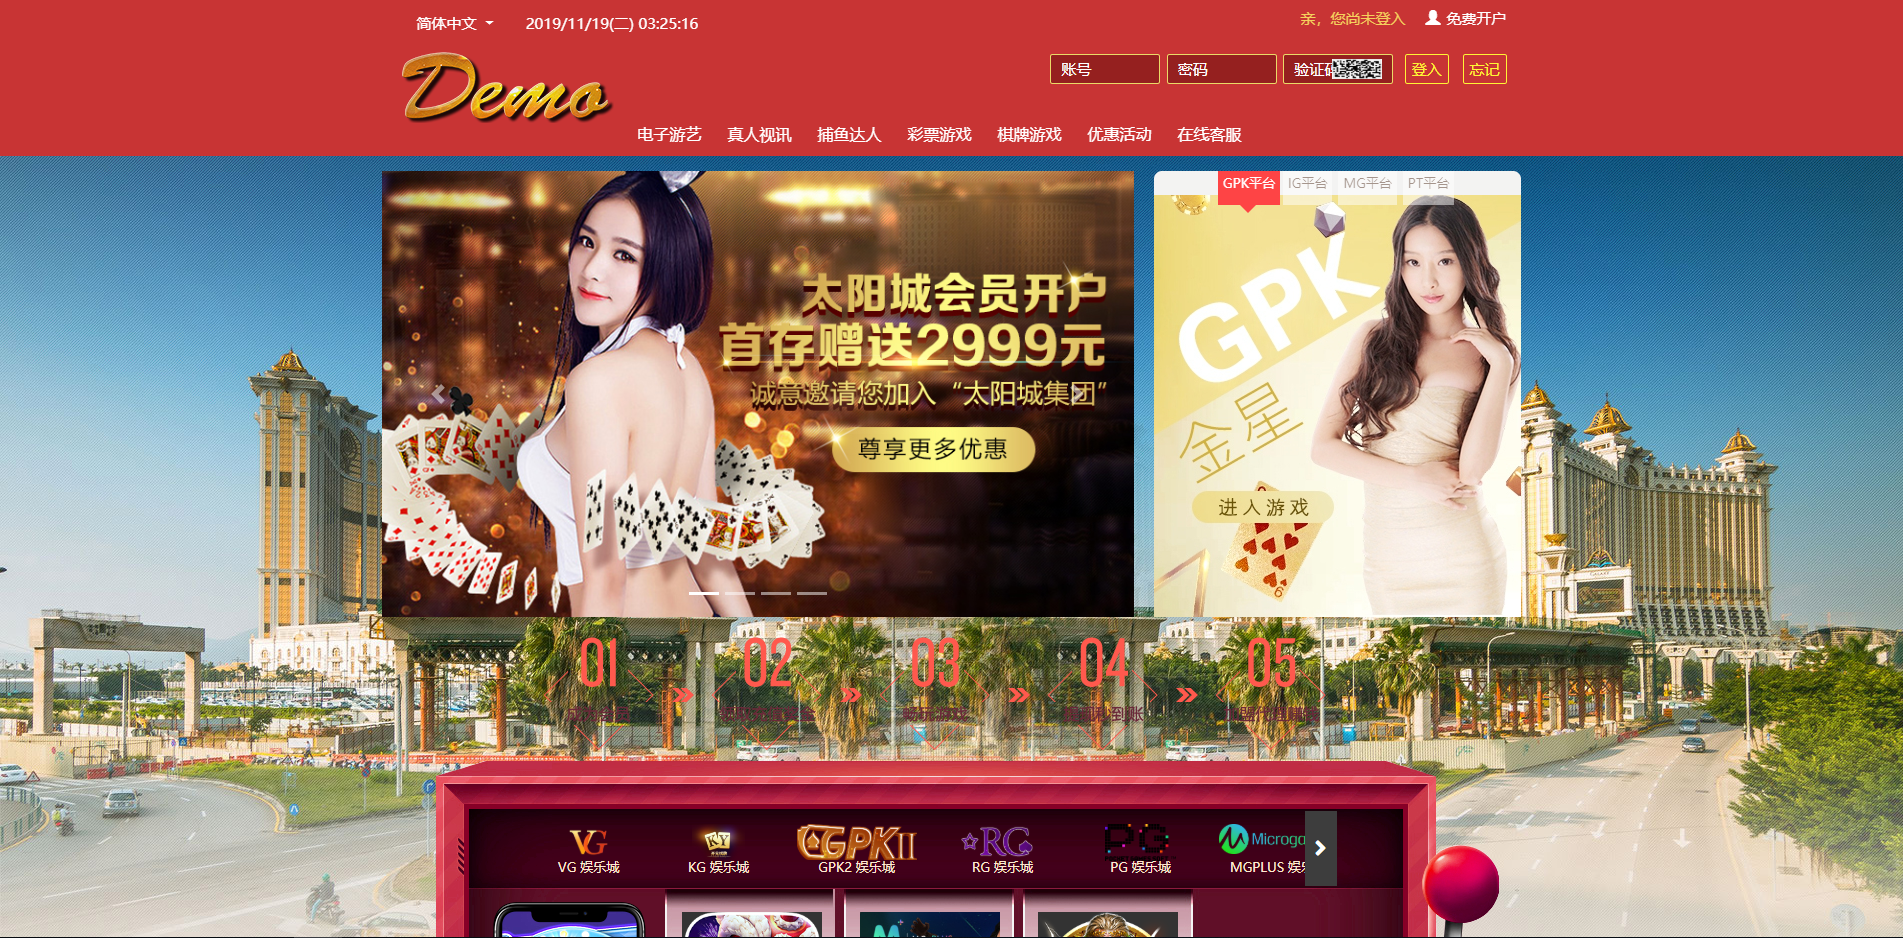 简体中文
2019/11/19(二) 03:25:16
亲，您尚未登入
免费开户
Demo
账号
密码
验证码
登入
忘记
电子游艺 真人视讯 捕鱼达人 彩票游戏 棋牌游戏 优惠活动 在线客服
太阳城会员开户
首存赠送2999元
诚意邀请您加入“太阳城集团”
尊享更多优惠
GPK平台 IG平台 MG平台 PT平台
GPK
金星
进入游戏
01 02 03 04 05
VG KY GPKII RG PG Microgo
VG 娱乐城 KG 娱乐城 GPK2 娱乐城 RG 娱乐城 PG 娱乐城 MGPLUS 娱乐